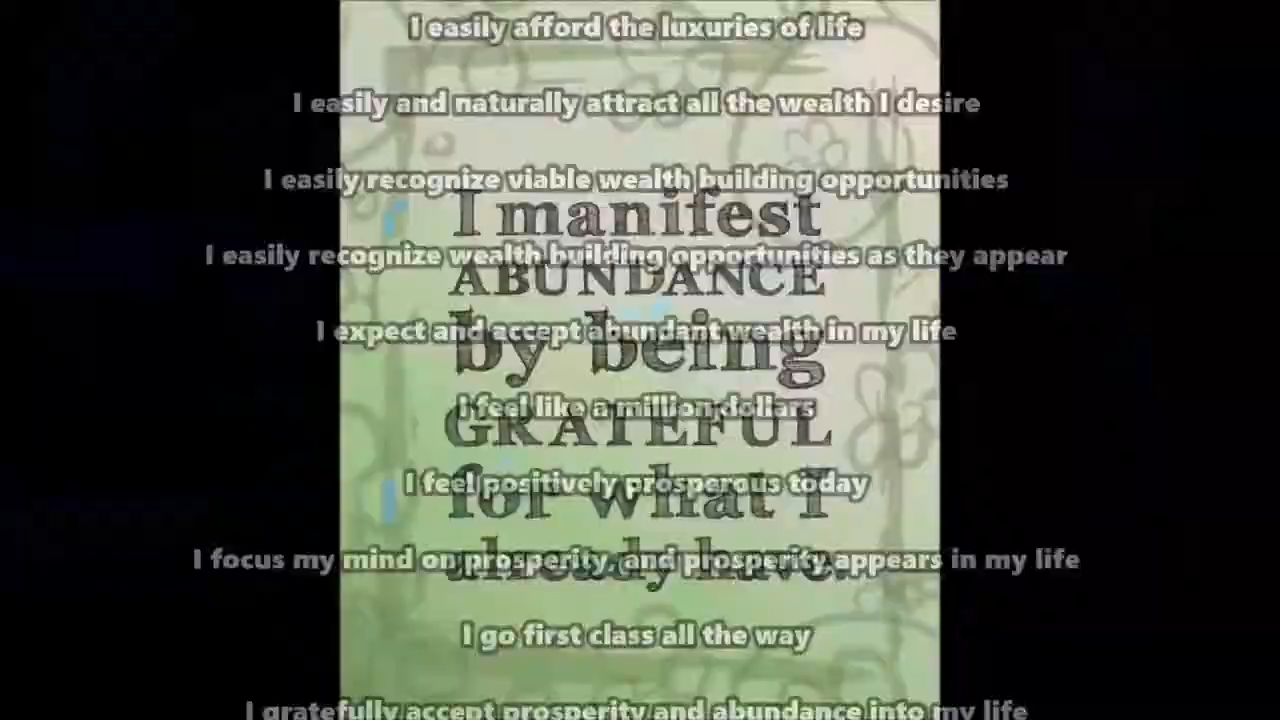 I easily afford the luxuries of life
I easily and naturally attract all the wealth I desire
I easily recognize viable wealth building opportunities
I easily recognize wealth building opportunities as they appear
I expect and accept abundant wealth in my life
I feel like a million dollars
I feel positively prosperous today
I focus my mind on prosperity, and prosperity appears in my life
I go first class all the way
I gratefully accept prosperity and abundance into my life
I manifest
ABUNDANCE
by being
GRATEFUL
for what I
already have.